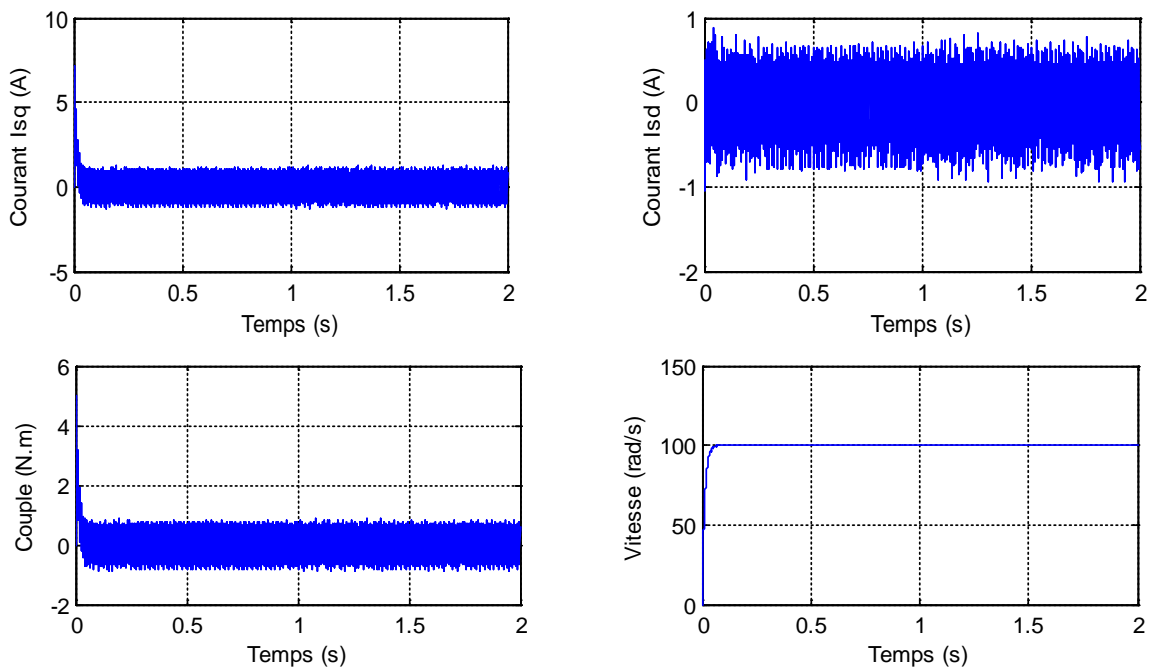 10
5
0
-5
Courant Isq (A)
0 0.5 1 1.5 2
Temps (s)
1
0
-1
-2
Courant Isd (A)
0 0.5 1 1.5 2
Temps (s)
6
4
2
0
-2
Couple (N.m)
0 0.5 1 1.5 2
Temps (s)
150
100
50
0
Vitesse (rad/s)
0 0.5 1 1.5 2
Temps (s)